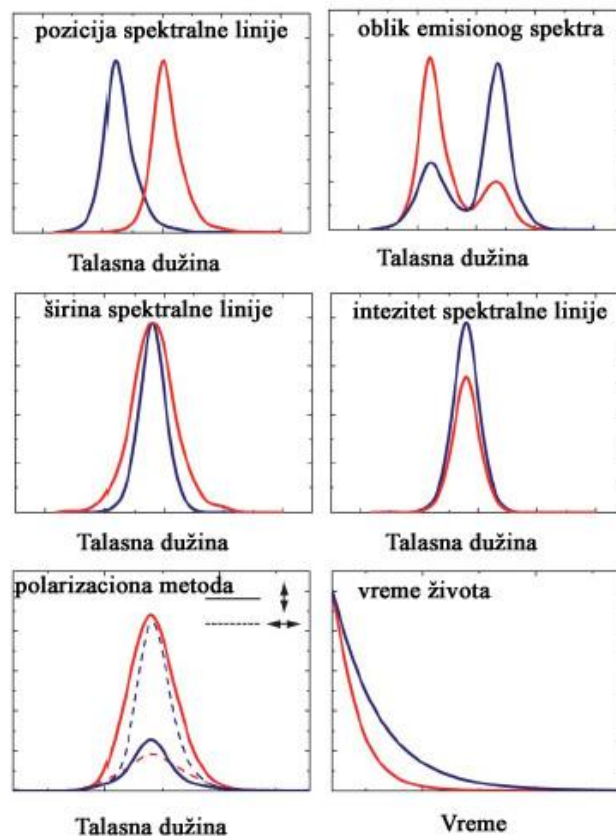 pozicija spektralne linije
Talasna dužina
oblik emisionog spektra
Talasna dužina
širina spektralne linije
Talasna dužina
intezitet spektralne linije
Talasna dužina
polarizaciona metoda
Talasna dužina
vreme života
Vreme